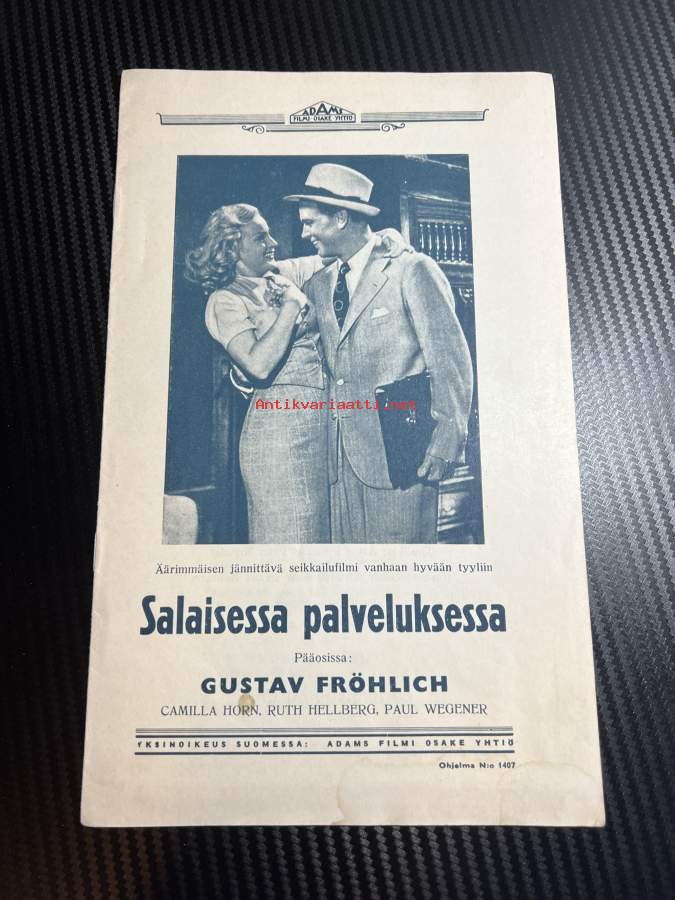 ADAMS
FILMI OSAKE YHTIÖ
Antikvariaatti.net
Äärimmäisen jännittävä seikkailufilmi vanhaan hyvään tyyliin
Salaisessa palveluksessa
Pääosissa:
GUSTAV FRÖHLICH
CAMILLA HORN, RUTH HELLBERG, PAUL WEGENER
YKSINOIKEUS SUOMESSA: ADAMS FILMI OSAKE YHTIÖ
Ohjelma N:o 1407